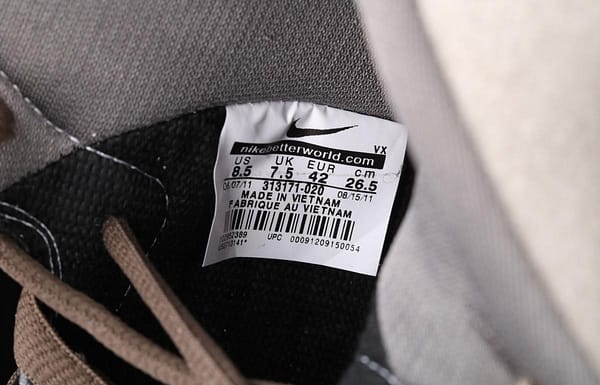 VX
nikebetterworld.com
US UK EUR cm
8.5 7.5 42 26.5
06/07/11 313171-020 08/15/11
MADE IN VIETNAM
FABRIQUE AU VIETNAM
UPC 00091209150054